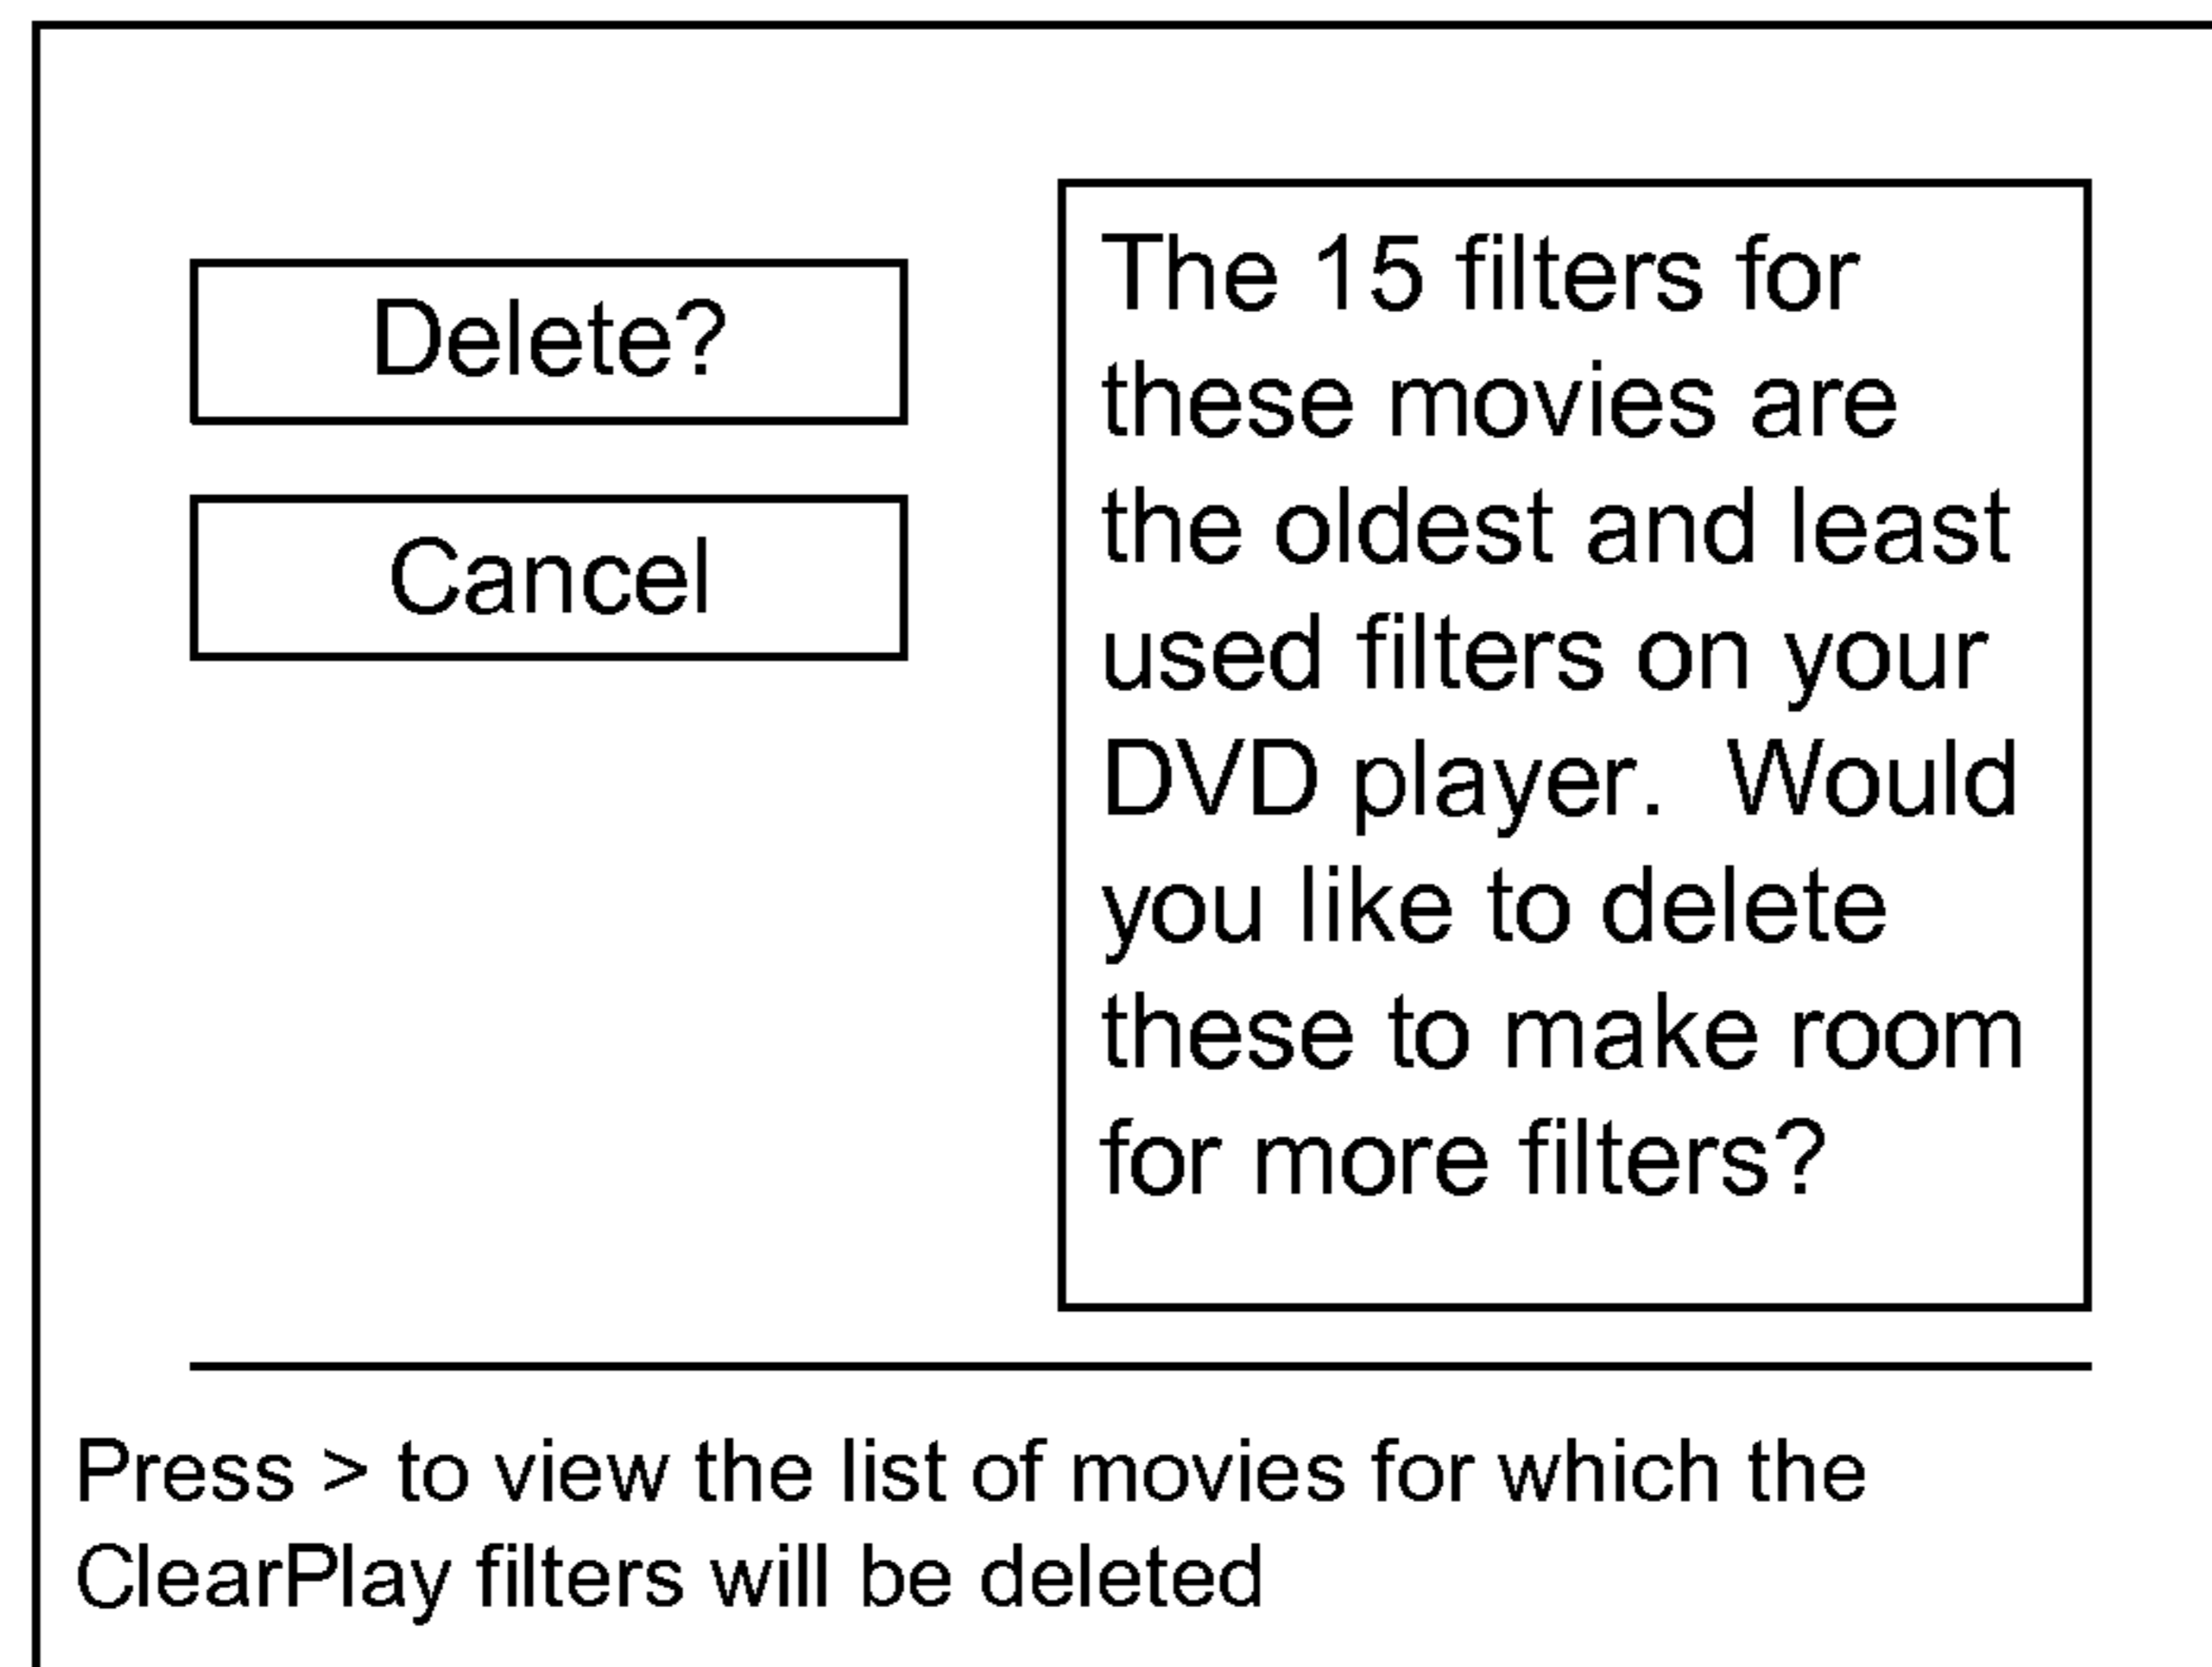 Delete?
Cancel
The 15 filters for
these movies are
the oldest and least
used filters on your
DVD player.  Would
you like to delete
these to make room
for more filters?
Press > to view the list of movies for which the
ClearPlay filters will be deleted